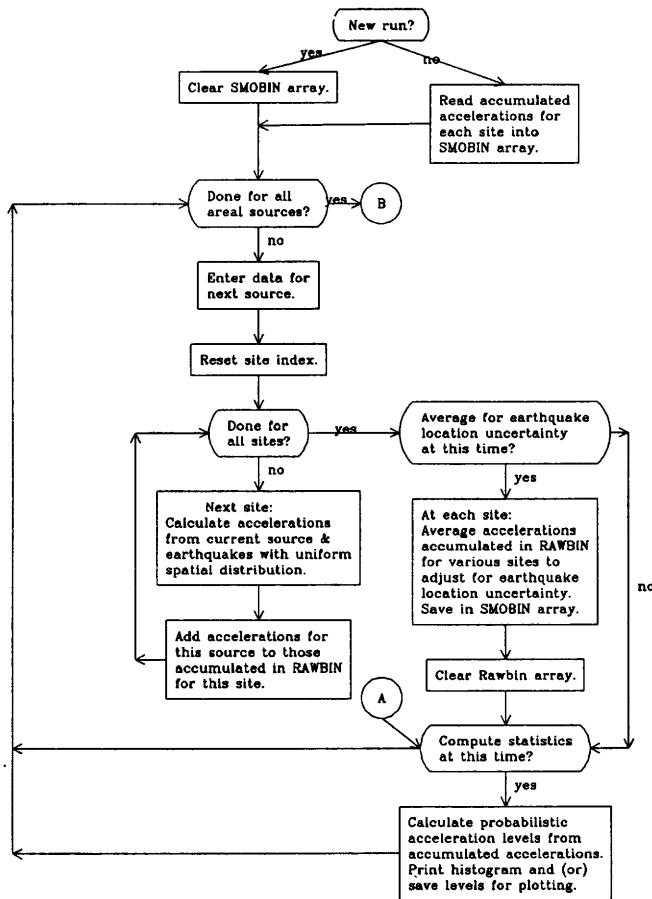 New run?
yes
no
Clear SMOBIN array.
Read accumulated
accelerations for
each site into
SMOBIN array.
Done for all
areal sources?
yes
B
no
Enter data for
next source.
Reset site index.
Done for
all sites?
yes
Average for earthquake
location uncertainty
at this time?
no
yes
Next site:
Calculate accelerations
from current source &
earthquakes with uniform
spatial distribution.
At each site:
Average accelerations
accumulated in RAWBIN
for various sites to
adjust for earthquake
location uncertainty.
Save in SMOBIN array.
no
Add accelerations for
this source to those
accumulated in RAWBIN
for this site.
Clear Rawbin array.
A
Compute statistics
at this time?
yes
Calculate probabilistic
acceleration levels from
accumulated accelerations.
Print histogram and (or)
save levels for plotting.